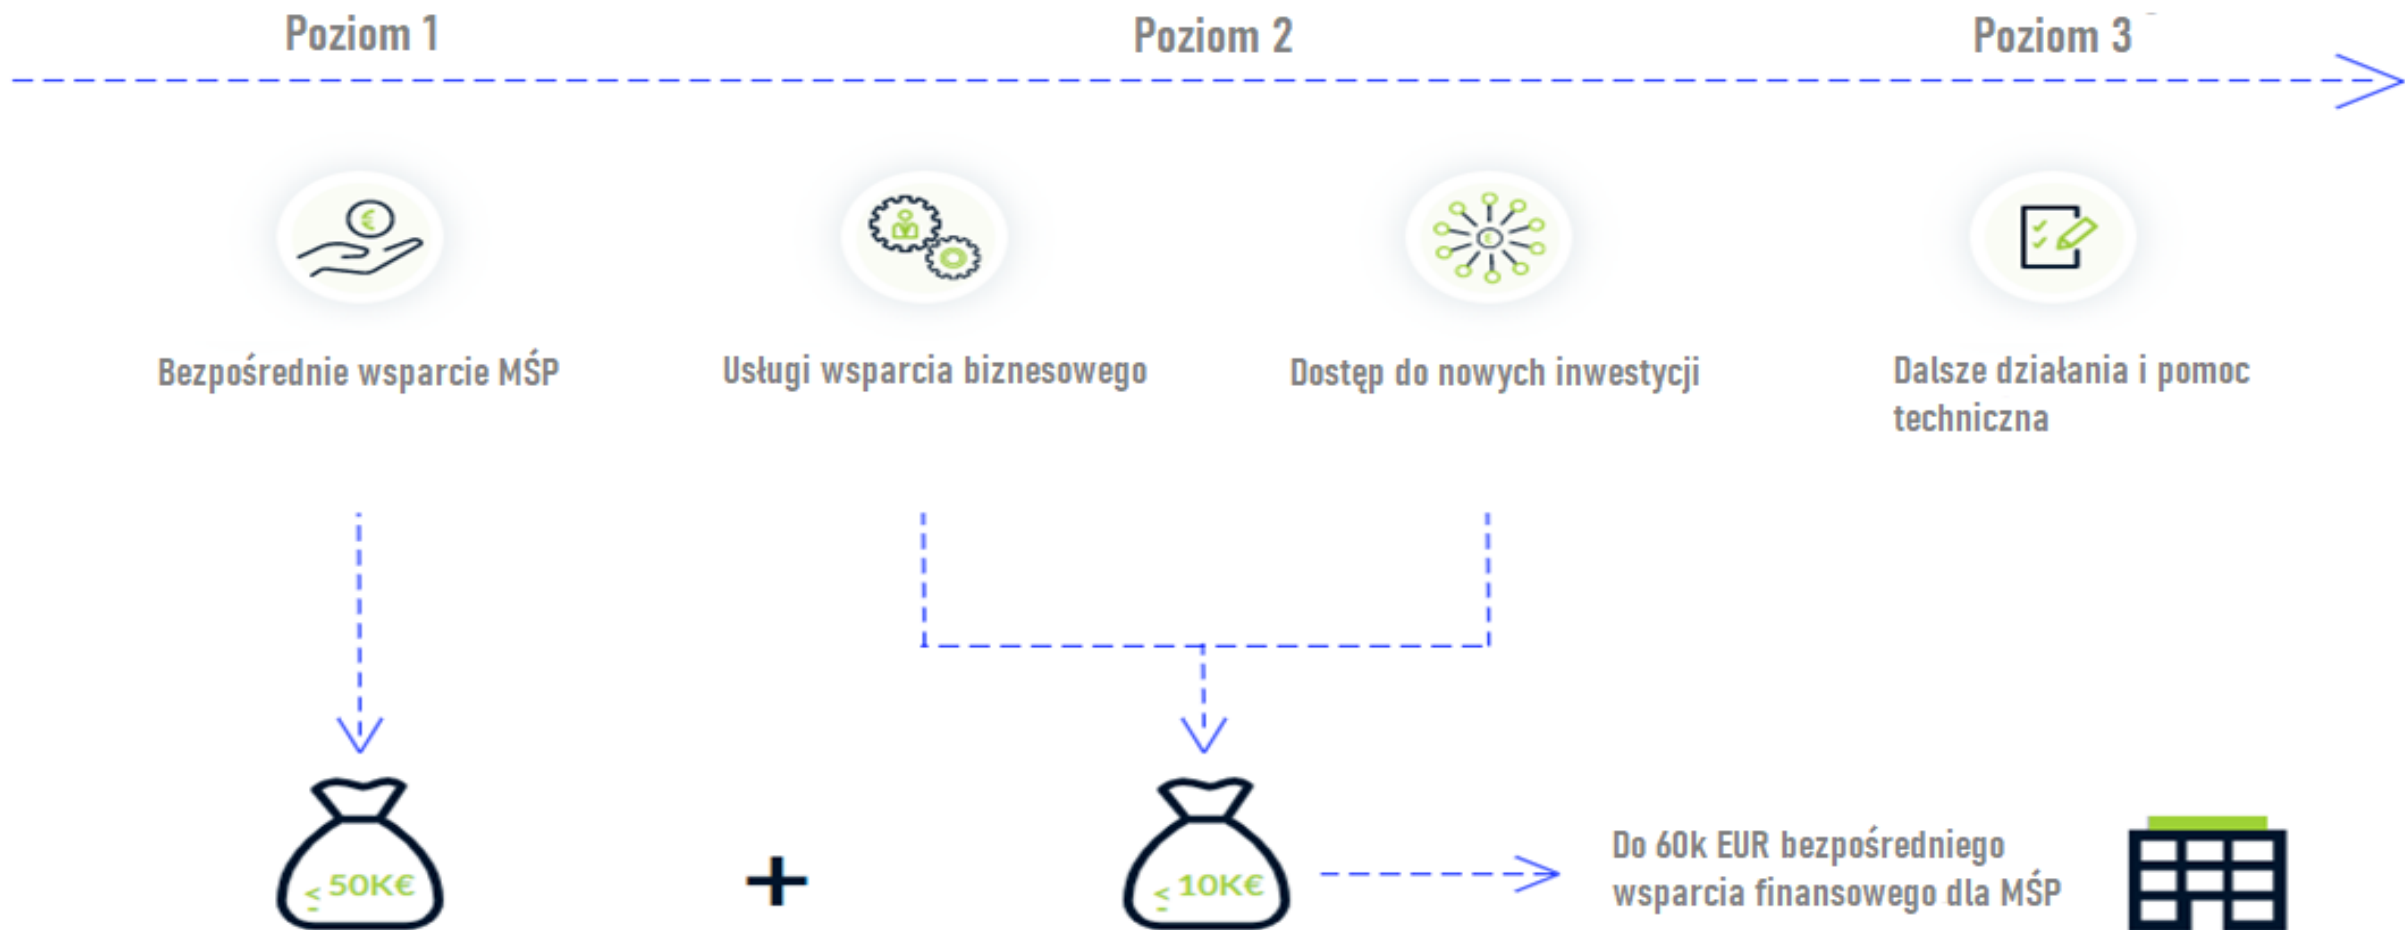 Poziom 1
Poziom 2
Poziom 3
€
€
Bezpośrednie wsparcie MŚP
Usługi wsparcia biznesowego
Dostęp do nowych inwestycji
Dalsze działania i pomoc
techniczna
≤ 50K€
+
≤ 10K€
Do 60k EUR bezpośredniego
wsparcia finansowego dla MŚP